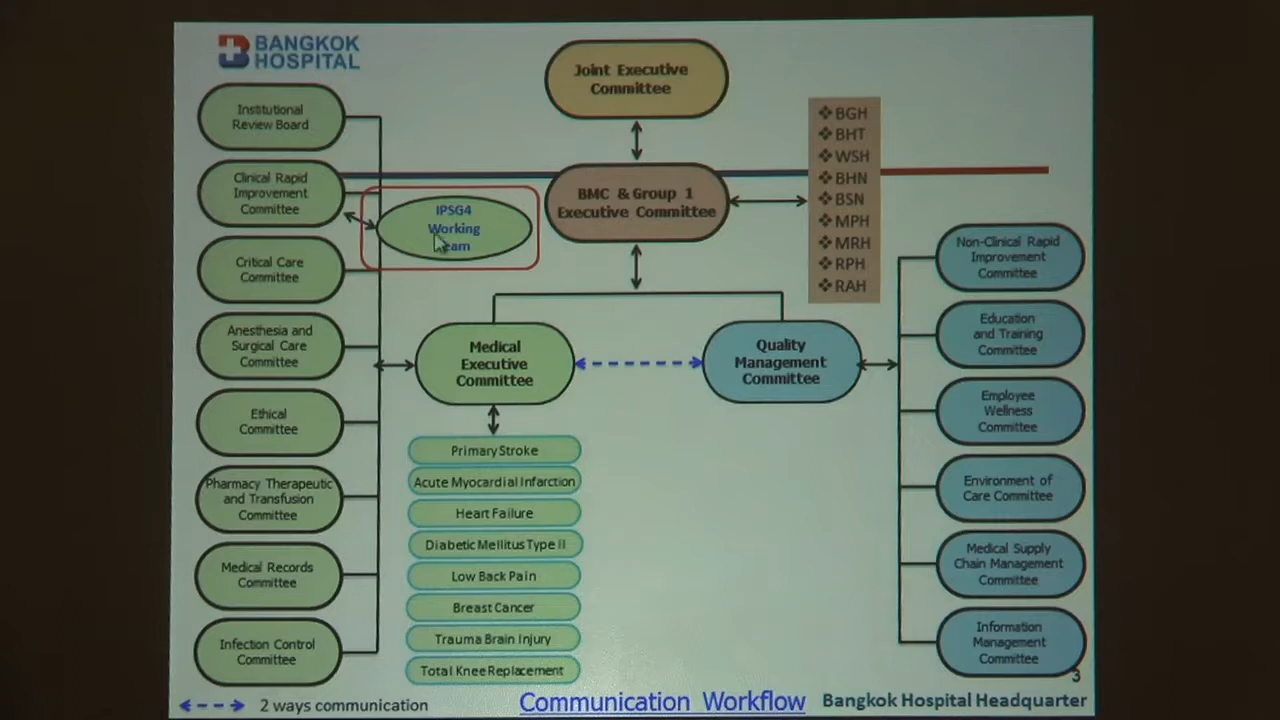 BANGKOK
HOSPITAL
Joint Executive
Committee
BMC & Group 1
Executive Committee
❖ BGH
❖ BHT
❖ WSH
❖ BHN
❖ BSN
❖ MPH
❖ MRH
❖ RPH
❖ RAH
Institutional
Review Board
Clinical Rapid
Improvement
Committee
IPSG4
Working
Critical Care
Committee
Anesthesia and
Surgical Care
Committee
Ethical
Committee
Pharmacy Therapeutic
and Transfusion
Committee
Medical Records
Committee
Infection Control
Committee
Medical
Executive
Committee
Quality
Management
Committee
Primary Stroke
Acute Myocardial Infarction
Heart Failure
Diabetic Mellitus Type II
Low Back Pain
Breast Cancer
Trauma Brain Injury
Total Knee Replacement
Non-Clinical Rapid
Improvement
Committee
Education
and Training
Committee
Employee
Wellness
Committee
Environment of
Care Committee
Medical Supply
Chain Management
Committee
Information
Management
Committee
3
2 ways communication
Communication Workflow
Bangkok Hospital Headquarter